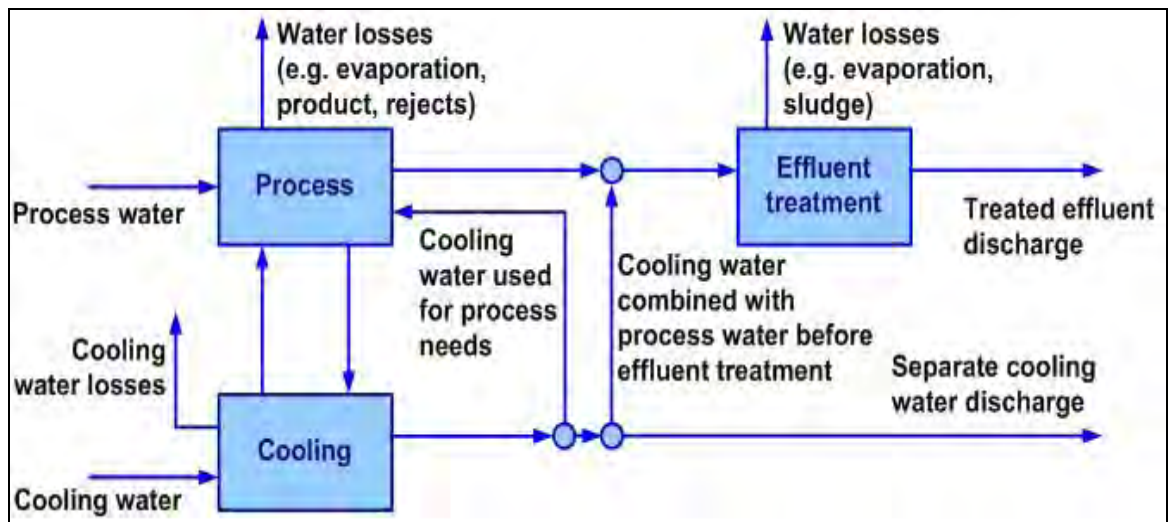 Water losses
(e.g. evaporation,
product, rejects)
Water losses
(e.g. evaporation,
sludge)
Process
Effluent
treatment
Process water
Treated effluent
discharge
Cooling
water used
for process
needs
Cooling water
combined with
process water before
effluent treatment
Cooling
water losses
Separate cooling
water discharge
Cooling
Cooling water